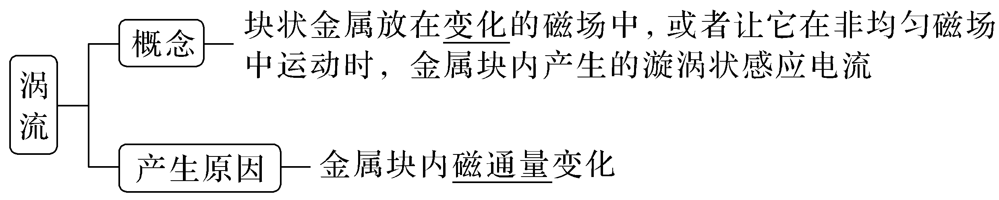 涡流
概念
块状金属放在变化的磁场中,或者让它在非均匀磁场
中运动时,金属块内产生的漩涡状感应电流
产生原因
金属块内磁通量变化